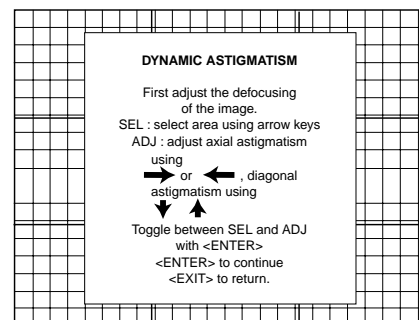 DYNAMIC ASTIGMATISM
First adjust the defocusing
of the image.
SEL : select area using arrow keys
ADJ : adjust axial astigmatism
using
or , diagonal
astigmatism using
Toggle between SEL and ADJ
with <ENTER>
<ENTER> to continue
<EXIT> to return.